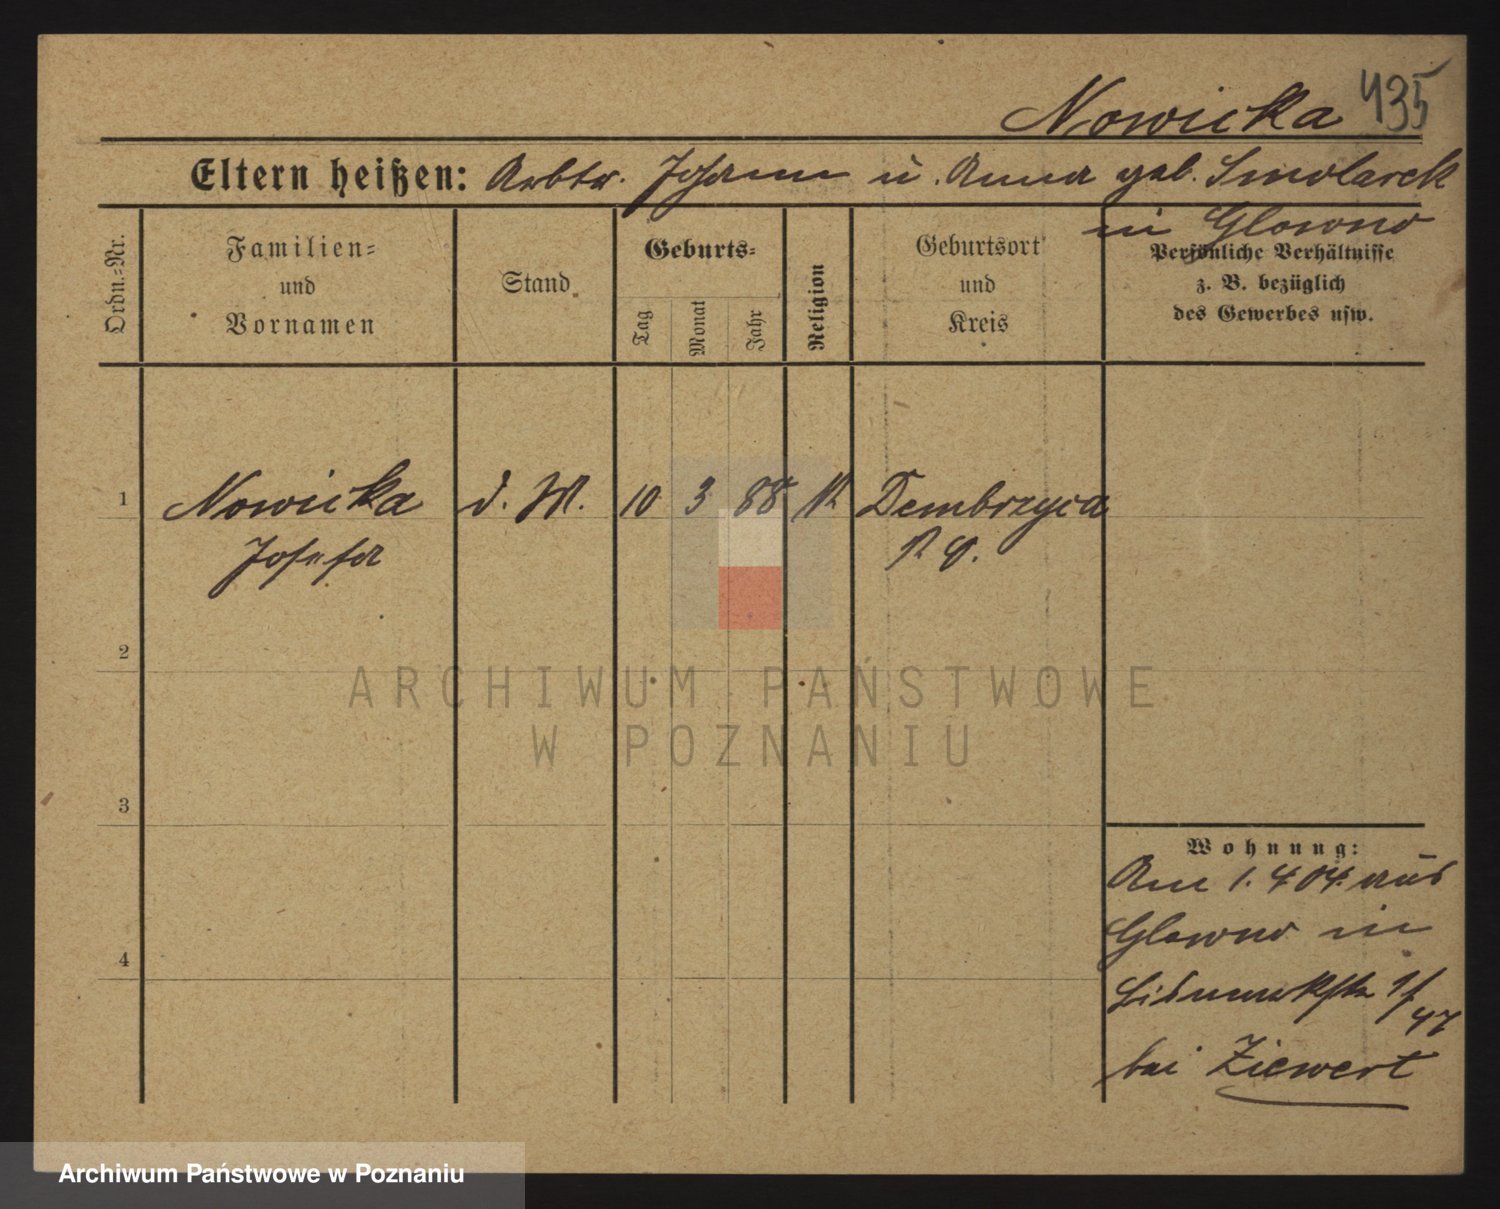 Nowicka 435
Eltern heißen: Arbtr. Johann u. Anna geb. Smolarek
in Glowno
Ordn.-Nr.
Familien-
und
Vornamen
Stand
Geburts-
Tag
Monat
Jahr
Religion
Geburtsort
und
Kreis
Persönliche Verhältnisse
z. B. bezüglich
des Gewerbes usw.
1 Nowicka d. M. 10 3 88 K Dembrzyca
Josefa
2
ARCHIWUM PAŃSTWOWE
W POZNANIU
3
4
Wohnung:
Am 1. 4. 04. aus
Glowno in
bei Ziewert
Archiwum Państwowe w Poznaniu